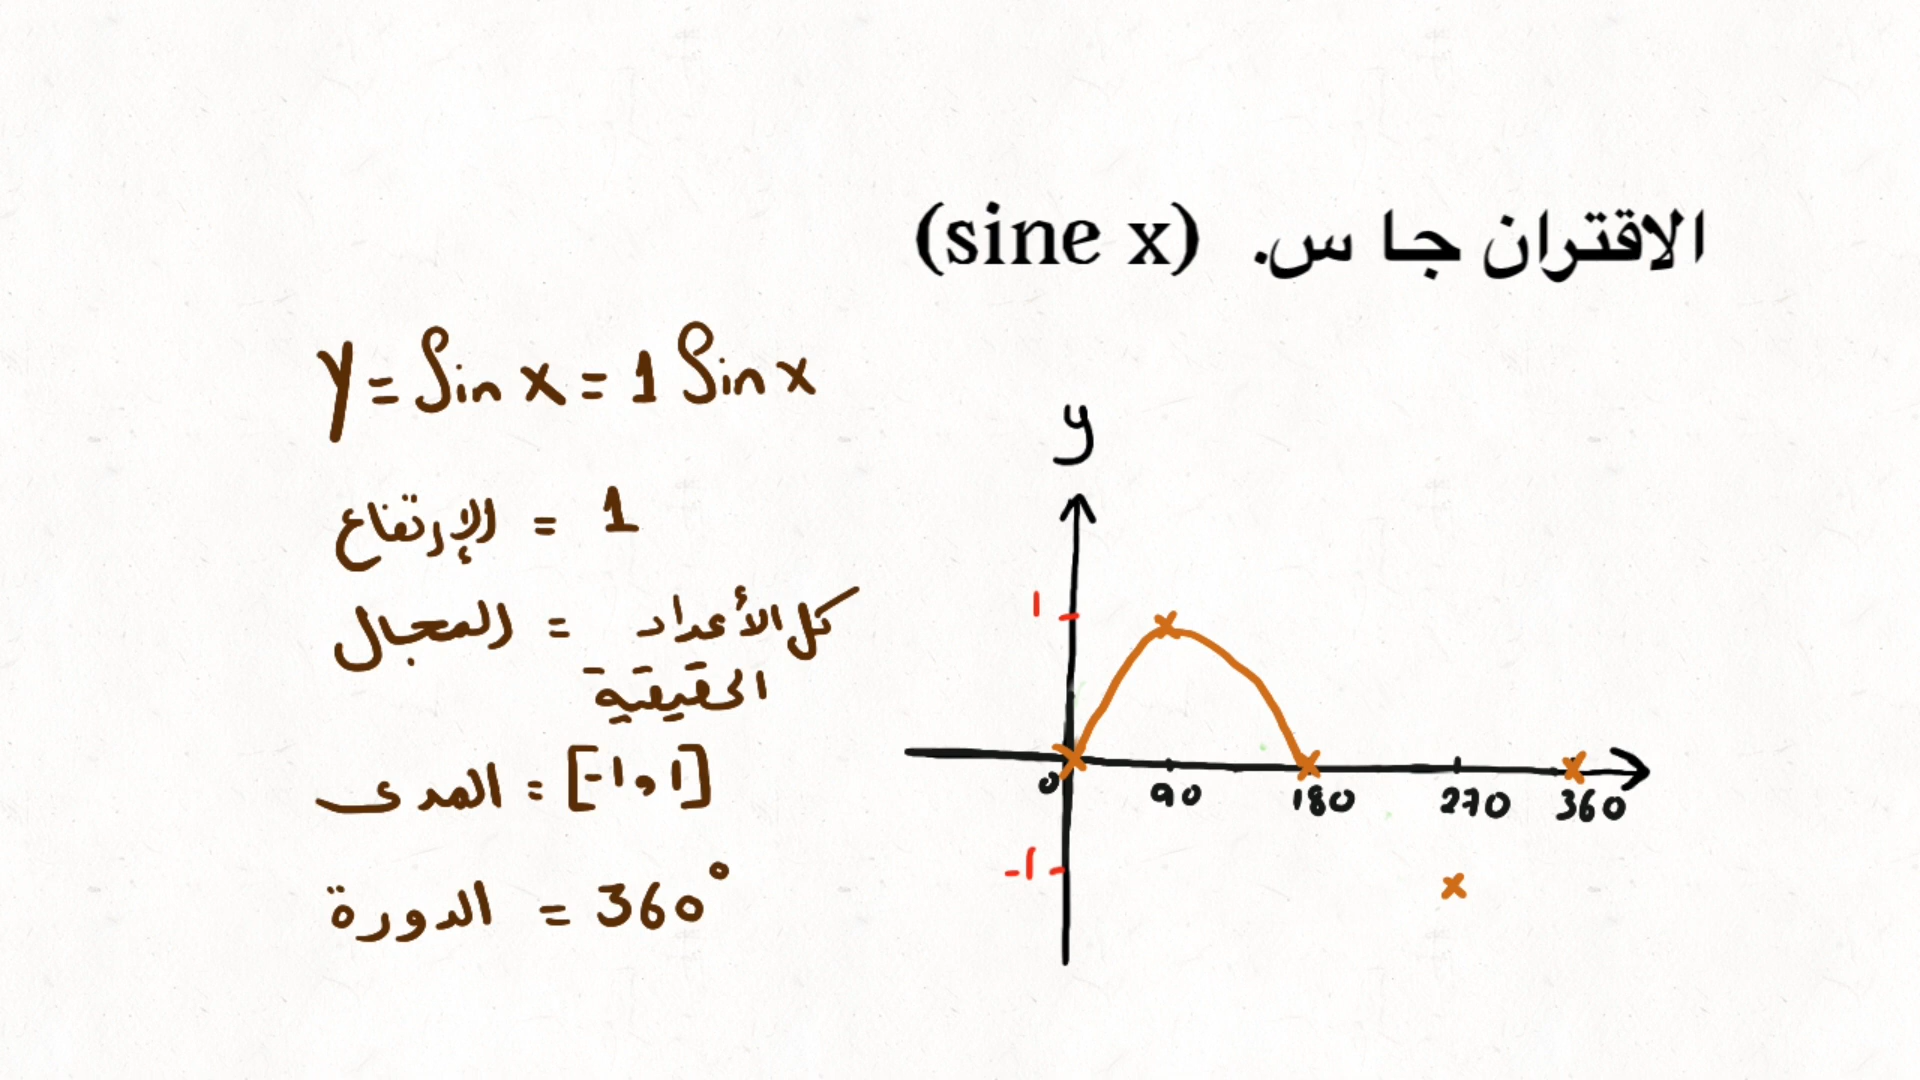 الاقتران جا س. (sine x)
y = Sin x = 1 Sin x
الإرتفاع = 1
المجال = كل الأعداد
الحقيقية
المدى = [-1,1]
الدورة = 360°
y
1
0 90 180 270 360
-1